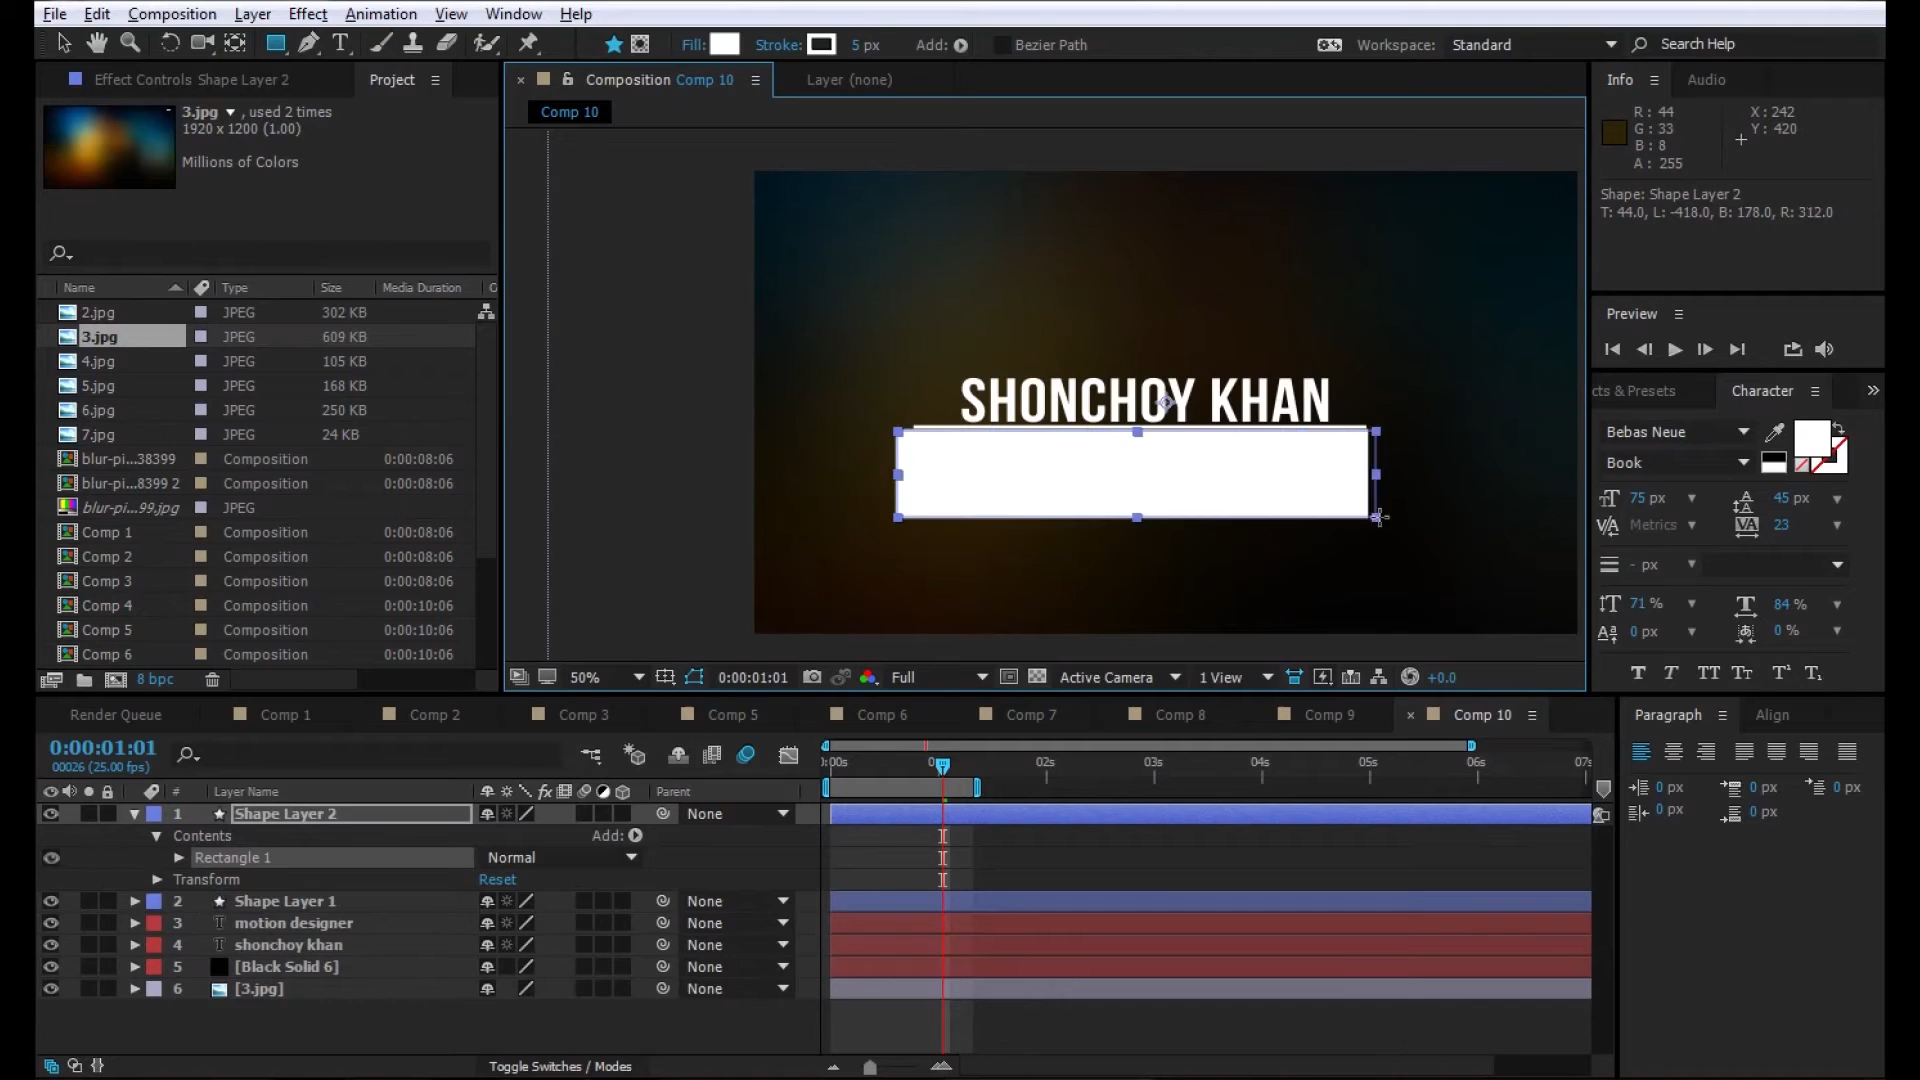 File Edit Composition Layer Effect Animation View Window Help
Fill: Stroke: 5 px Add: Bezier Path Workspace: Standard Search Help
Effect Controls Shape Layer 2 Project
3.jpg , used 2 times
1920 x 1200 (1.00)
Millions of Colors
Name Type Size Media Duration
2.jpg JPEG 302 KB
3.jpg JPEG 609 KB
4.jpg JPEG 105 KB
5.jpg JPEG 168 KB
6.jpg JPEG 250 KB
7.jpg JPEG 24 KB
blur-pi...38399 Composition 0:00:08:06
blur-pi...8399 2 Composition 0:00:08:06
blur-pi...99.jpg JPEG
Comp 1 Composition 0:00:08:06
Comp 2 Composition 0:00:08:06
Comp 3 Composition 0:00:08:06
Comp 4 Composition 0:00:10:06
Comp 5 Composition 0:00:10:06
Comp 6 Composition 0:00:10:06
8 bpc
Composition Comp 10 Layer (none)
Comp 10
SHONCHOY KHAN
50% 0:00:01:01 Full Active Camera 1 View +0.0
Info Audio
R : 44 X : 242
G : 33 Y : 420
B : 8
A : 255
Shape: Shape Layer 2
T: 44.0, L: -418.0, B: 178.0, R: 312.0
Preview
cts & Presets Character
Bebas Neue
Book
75 px 45 px
Metrics 23
- px
71 % 84 %
0 px 0 %
Render Queue Comp 1 Comp 2 Comp 3 Comp 5 Comp 6 Comp 7 Comp 8 Comp 9 Comp 10
0:00:01:01
00026 (25.00 fps)
02s 03s 04s 05s 06s
# Layer Name Parent
1 Shape Layer 2 None
Contents Add:
Rectangle 1 Normal
Transform Reset
2 Shape Layer 1 None
3 motion designer None
4 shonchoy khan None
5 [Black Solid 6] None
6 [3.jpg] None
Toggle Switches / Modes
Paragraph Align
0 px 0 px 0 px
0 px 0 px